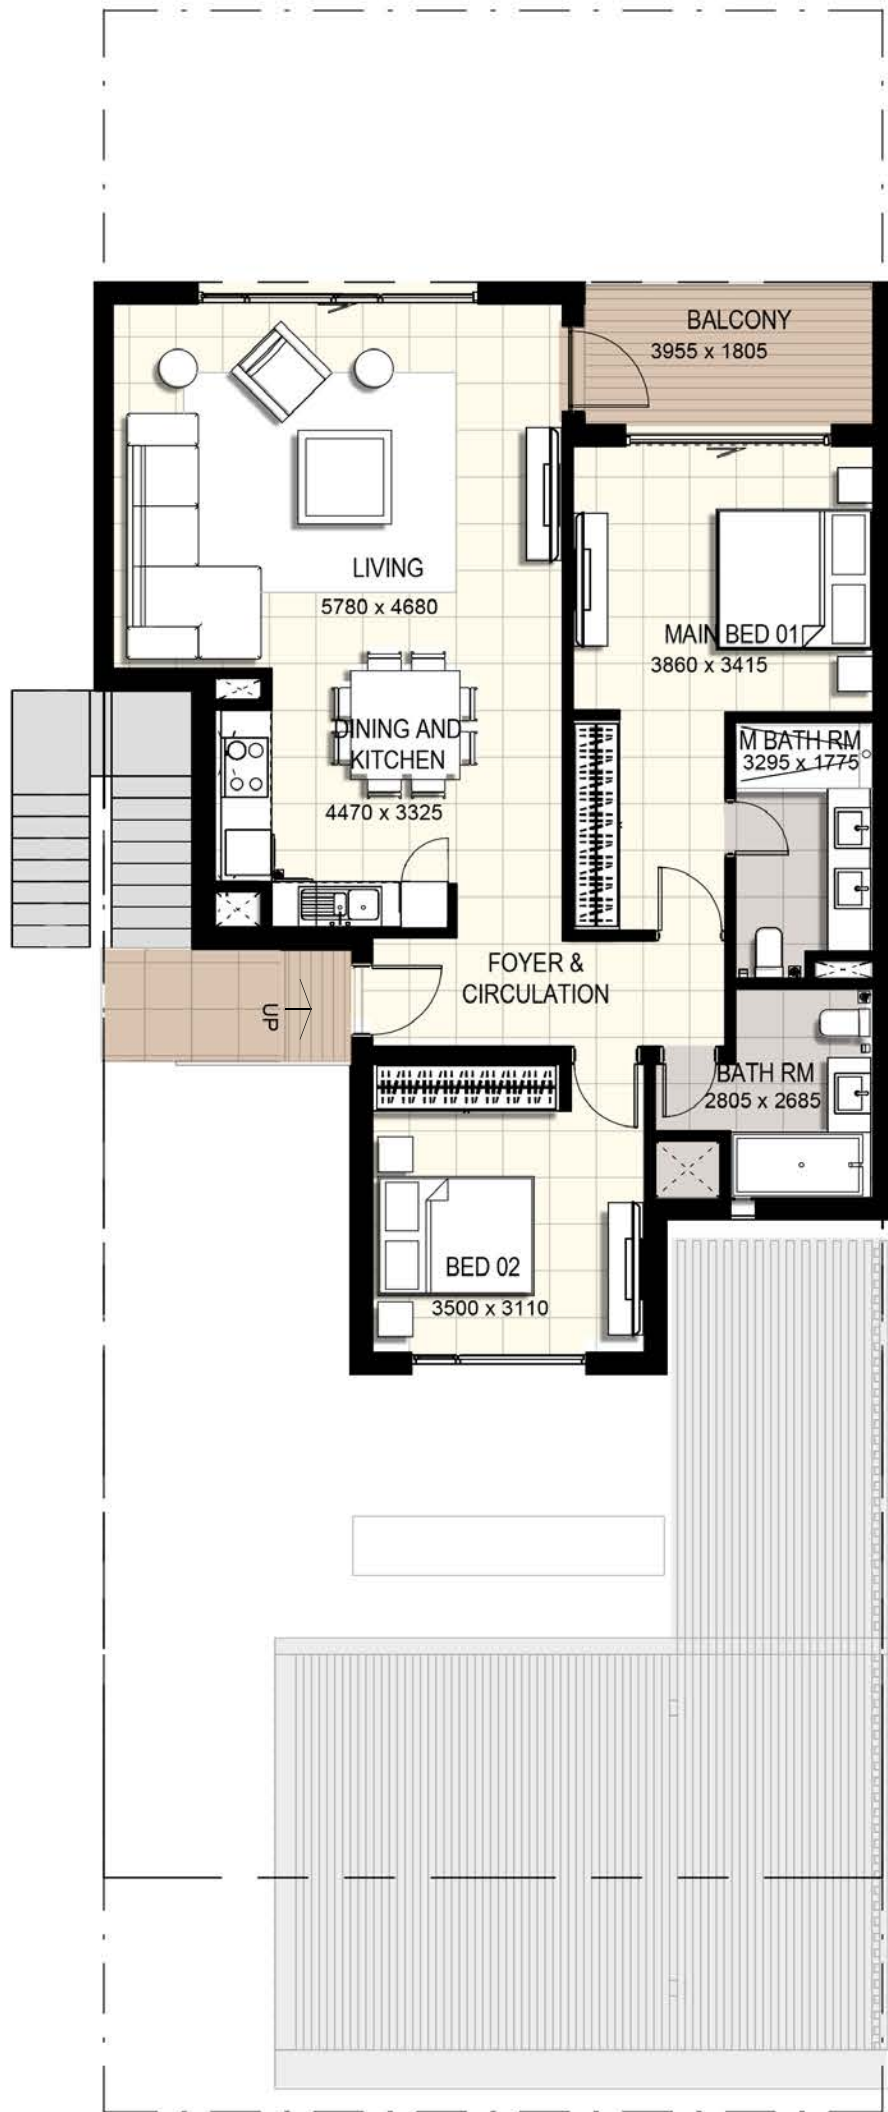 BALCONY
3955 x 1805
LIVING
5780 x 4680
MAIN BED 01
3860 x 3415
DINING AND
KITCHEN
4470 x 3325
M BATH RM
3295 x 1775
FOYER &
CIRCULATION
UP
BATH RM
2805 x 2685
BED 02
3500 x 3110